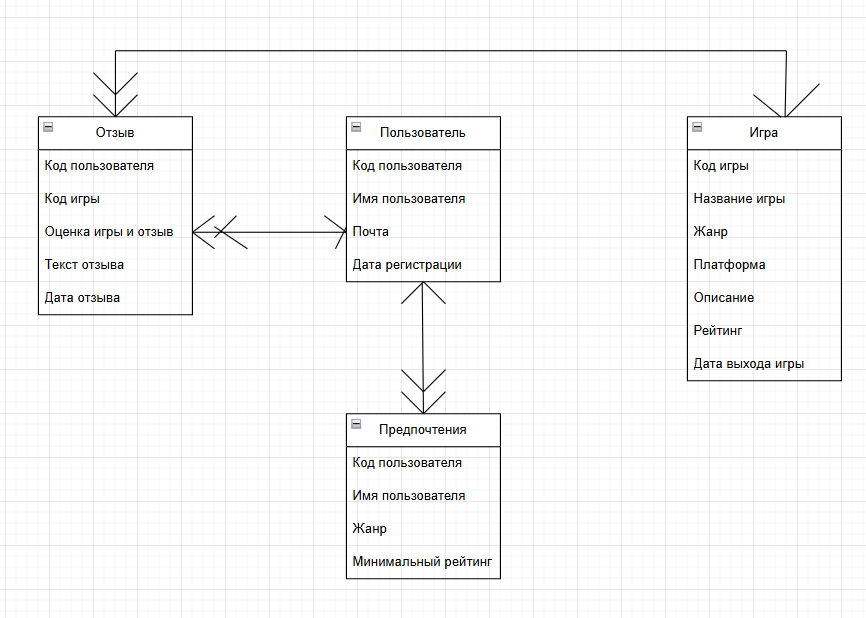 Отзыв
Код пользователя
Код игры
Оценка игры и отзыв
Текст отзыва
Дата отзыва
Пользователь
Код пользователя
Имя пользователя
Почта
Дата регистрации
Игра
Код игры
Название игры
Жанр
Платформа
Описание
Рейтинг
Дата выхода игры
Предпочтения
Код пользователя
Имя пользователя
Жанр
Минимальный рейтинг